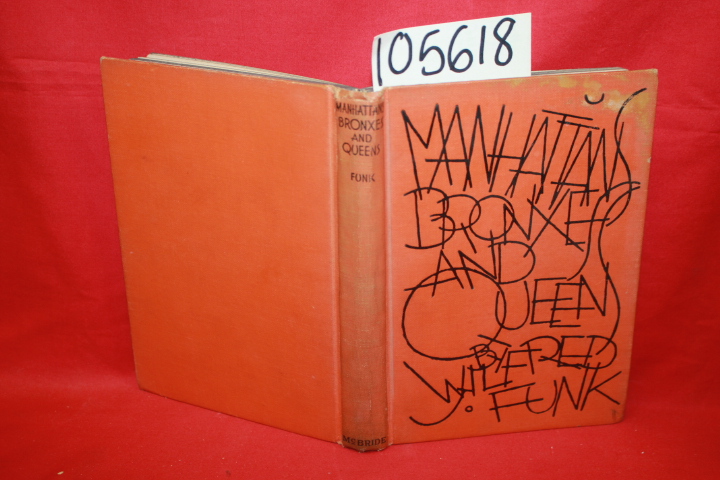 105618
MANHATTANS
BRONXES
AND
QUEENS
FUNK
McBRIDE
MANHATTANS
BRONXES
AND
QUEENS
BY
WILFRED
J. FUNK